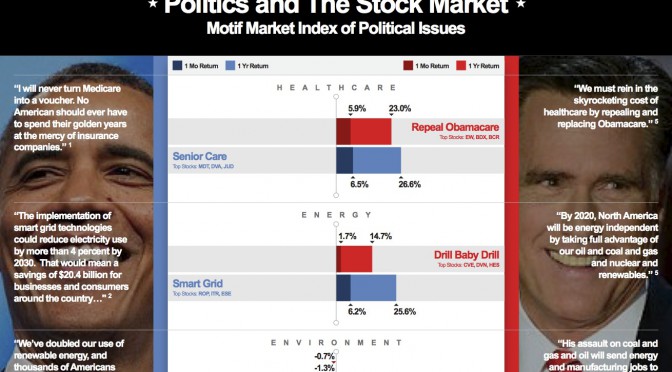 ★ Politics and The Stock Market ★
Motif Market Index of Political Issues
1 Mo Return 1 Yr Return
1 Mo Return 1 Yr Return
HEALTHCARE
"I will never turn Medicare
into a voucher. No
American should ever have
to spend their golden years
at the mercy of insurance
companies." 1
5.9% 23.0%
Repeal Obamacare
Top Stocks: EW, BDX, BCR
Senior Care
Top Stocks: MDT, DVA,
6.5% 26.6%
"We must rein in the
skyrocketing cost of
healthcare by repealing and
replacing Obamacare." 5
ENERGY
"The implementation of
smart grid technologies
could reduce electricity use
by more than 4 percent by
2030. That would mean a
savings of $20.4 billion for
businesses and consumers
around the country…" 2
1.7% 14.7%
Drill Baby Drill
Top Stocks: CVE, DVN, HES
Smart Grid
Top Stocks: ROP, ITRI,
6.2% 25.6%
"By 2020, North America
will be energy independent
by taking full advantage of
our oil and coal and gas
and nuclear and
renewables." 5
ENVIRONMENT
"We've doubled our use of
renewable energy, and
thousands of Americans
-0.7%
-1.3%
"His assault on coal and
gas and oil will send energy
and manufacturing jobs to